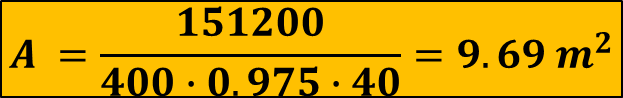 A = 151200 / 400 · 0.975 · 40 = 9.69 m²